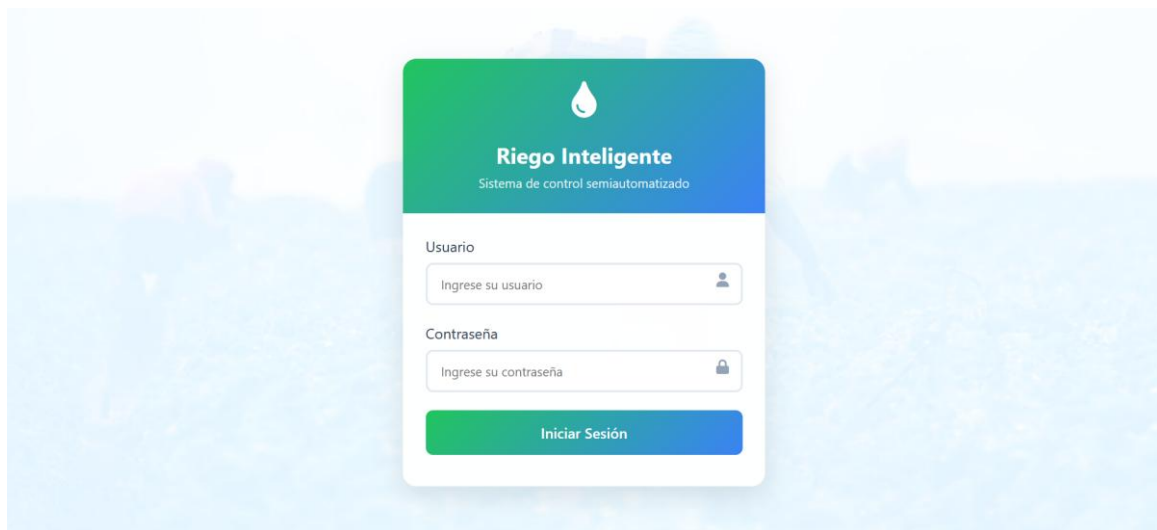 Riego Inteligente
Sistema de control semiautomatizado
Usuario
Ingrese su usuario
Contraseña
Ingrese su contraseña
Iniciar Sesión